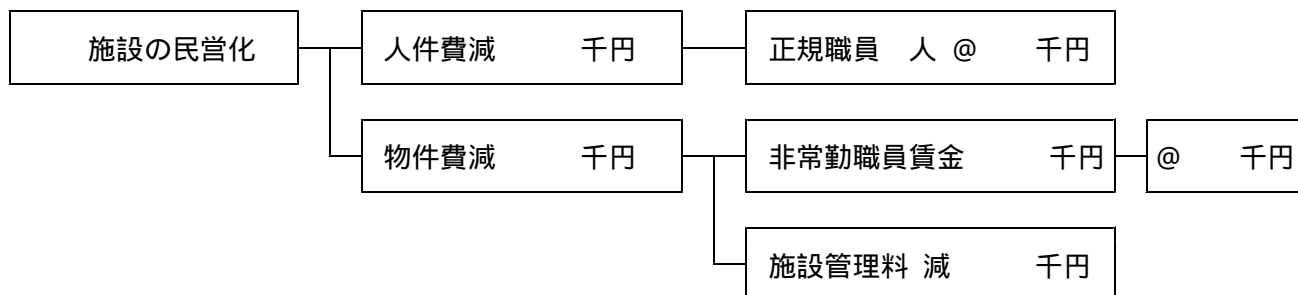 施設の民営化 人件費減 千円 正規職員 人 @ 千円
物件費減 千円 非常勤職員賃金 千円 @ 千円
施設管理料 減 千円